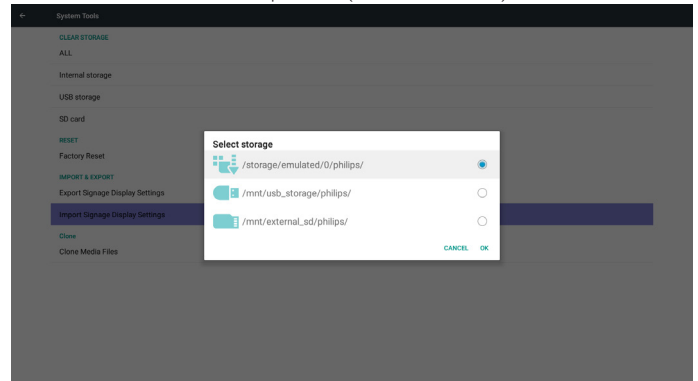 System Tools
CLEAR STORAGE
ALL
Internal storage
USB storage
SD card
RESET
Factory Reset
IMPORT & EXPORT
Export Signage Display Settings
Import Signage Display Settings
Clone
Clone Media Files
Select storage
/storage/emulated/0/philips/
/mnt/usb_storage/philips/
/mnt/external_sd/philips/
CANCEL OK